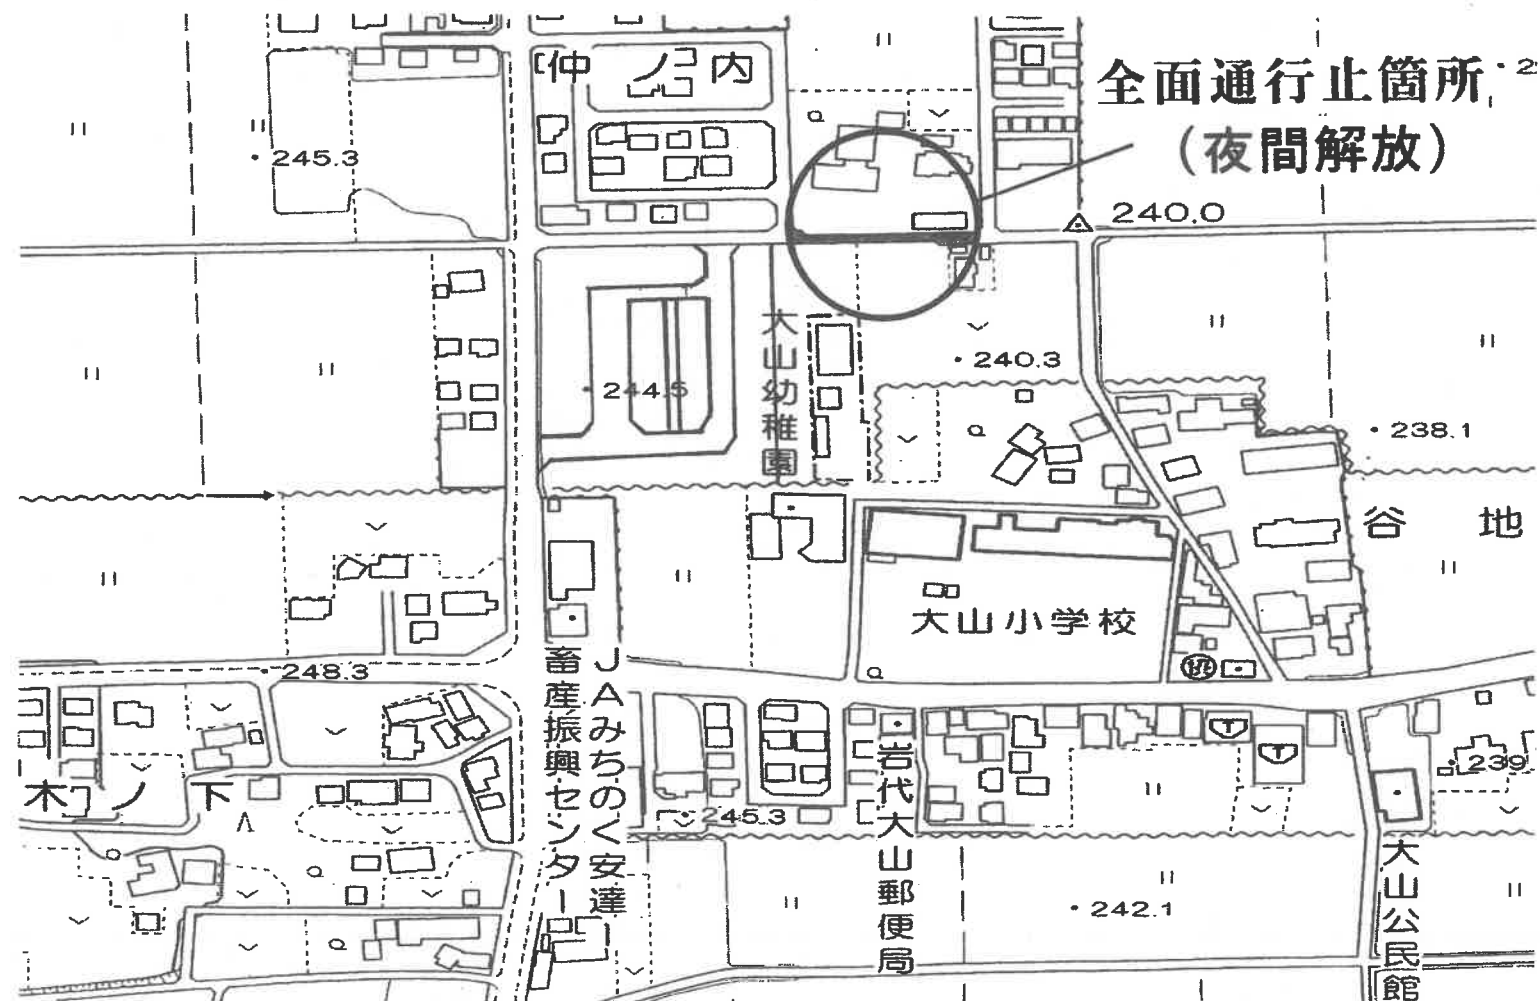 仲ノ内
全面通行止箇所
(夜間解放)
245.3
240.0
大山幼稚園
240.3
244.5
238.1
谷地
大山小学校
248.3
JAみちのく安達
畜産振興センター
岩代大山郵便局
239
木ノ下
245.3
242.1
大山公民館